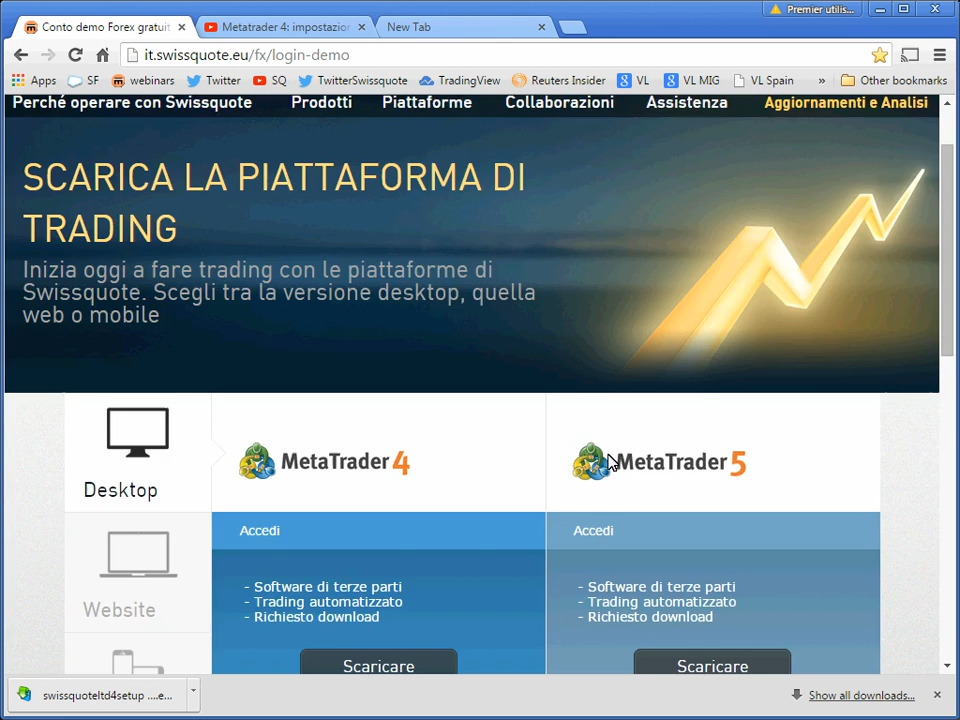 Premier utilis...
Conto demo Forex gratuit
Metatrader 4: impostazion
New Tab
it.swissquote.eu/fx/login-demo
Apps
SF
webinars
Twitter
SQ
TwitterSwissquote
TradingView
Reuters Insider
VL
VL MIG
VL Spain
»
Other bookmarks
Perché operare con Swissquote
Prodotti
Piattaforme
Collaborazioni
Assistenza
Aggiornamenti e Analisi
SCARICA LA PIATTAFORMA DI
TRADING
Inizia oggi a fare trading con le piattaforme di
Swissquote. Scegli tra la versione desktop, quella
web o mobile
Desktop
MetaTrader 4
MetaTrader 5
Website
Accedi
- Software di terze parti
- Trading automatizzato
- Richiesto download
Scaricare
Accedi
- Software di terze parti
- Trading automatizzato
- Richiesto download
Scaricare
swissquoteltd4setup ....e...
Show all downloads...